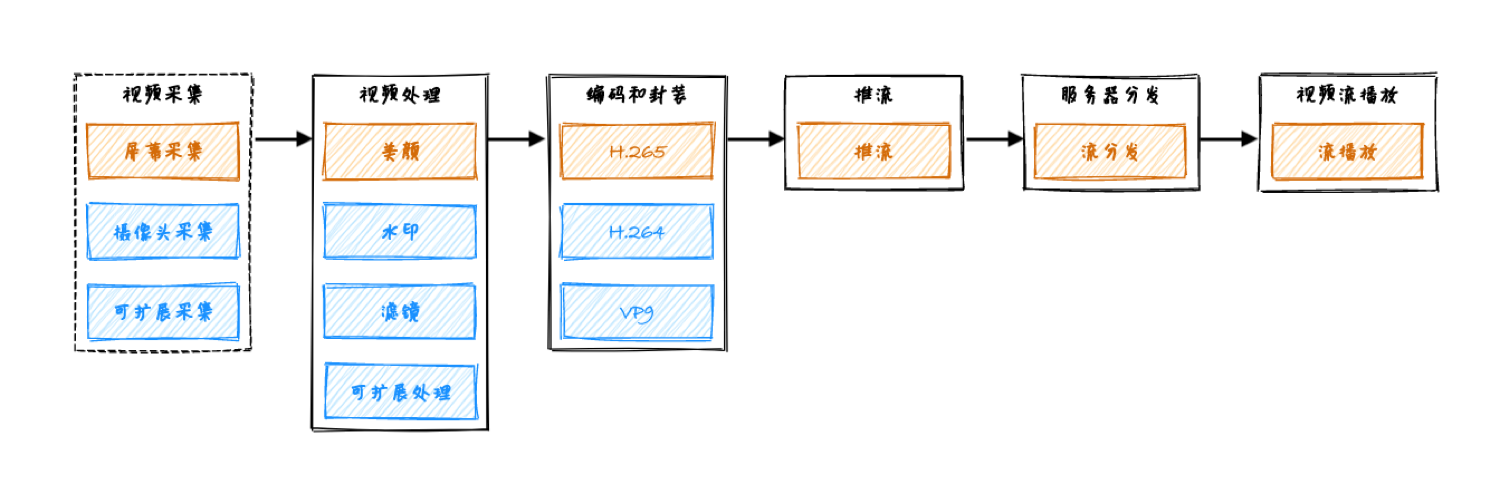 视频采集
屏幕采集
摄像头采集
可扩展采集
视频处理
美颜
水印
滤镜
可扩展处理
编码和封装
H.265
H.264
VP9
推流
推流
服务器分发
流分发
视频流播放
流播放